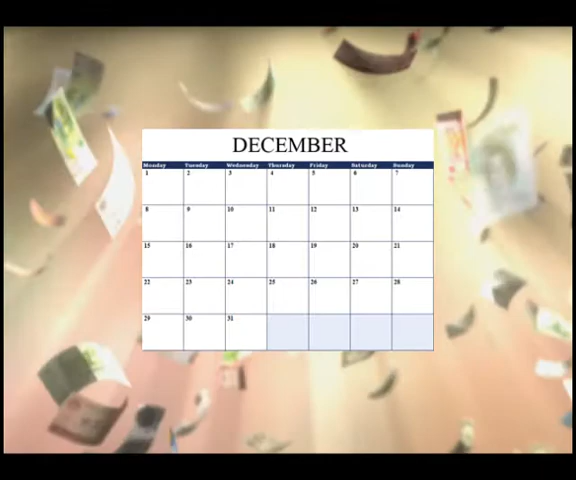 DECEMBER
Monday Tuesday Wednesday Thursday Friday Saturday Sunday
1 2 3 4 5 6 7
8 9 10 11 12 13 14
15 16 17 18 19 20 21
22 23 24 25 26 27 28
29 30 31